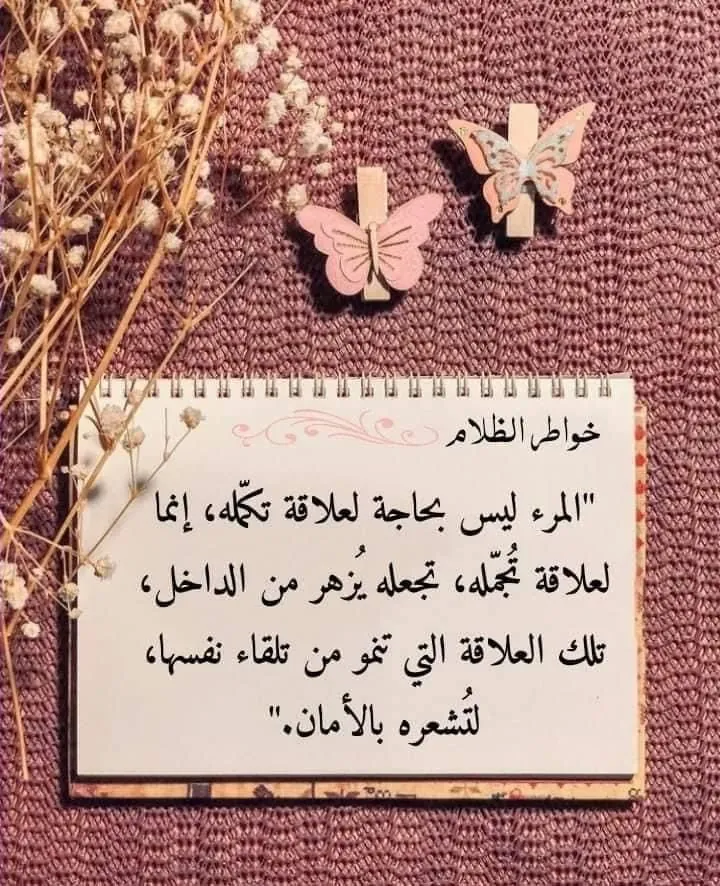 خواطر الظلام
"المرء ليس بحاجة لعلاقة تكمّله، إنما
لعلاقة تُجمّله، تجعله يُزهر من الداخل،
تلك العلاقة التي تنمو من تلقاء نفسها،
لتُشعره بالأمان."